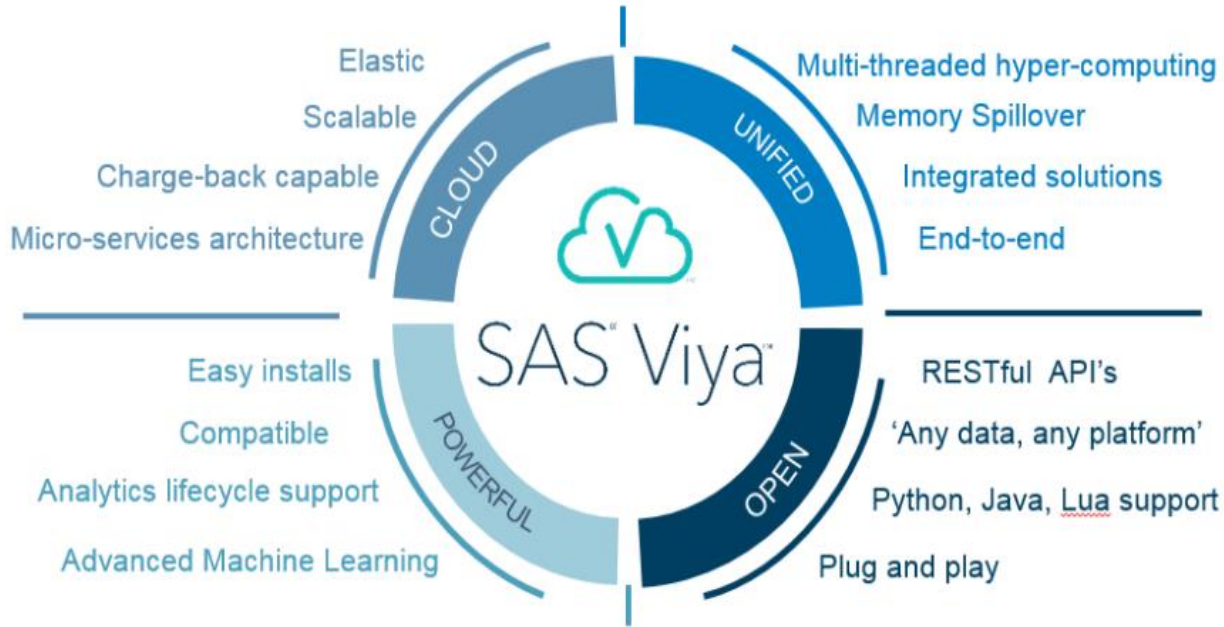 Elastic
Scalable
Charge-back capable
Micro-services architecture
CLOUD
UNIFIED
Multi-threaded hyper-computing
Memory Spillover
Integrated solutions
End-to-end
SAS® Viya™
Easy installs
Compatible
Analytics lifecycle support
Advanced Machine Learning
POWERFUL
OPEN
RESTful API's
‘Any data, any platform’
Python, Java, Lua support
Plug and play